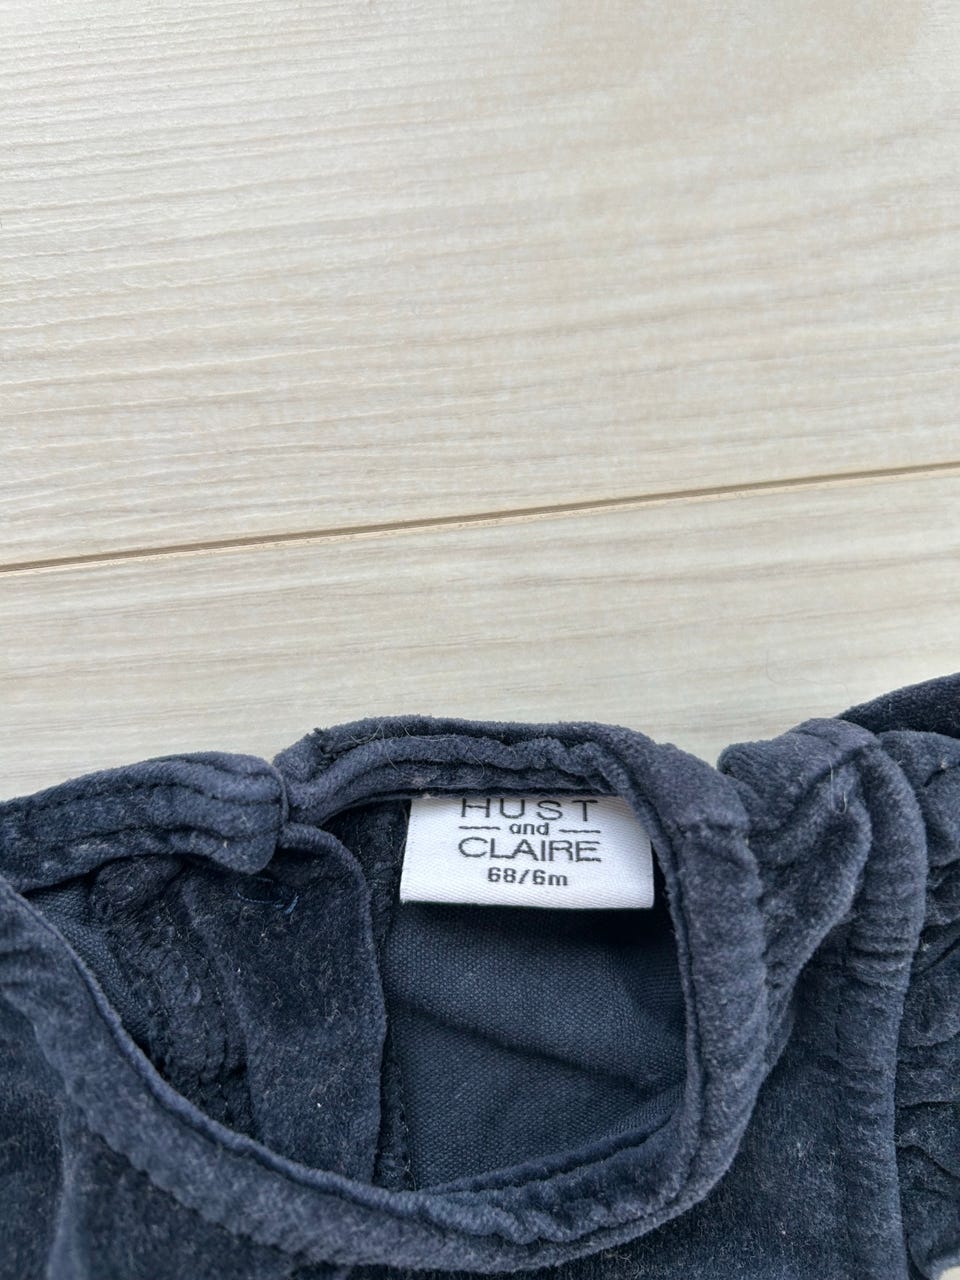 HUST
and
CLAIRE
68/6m